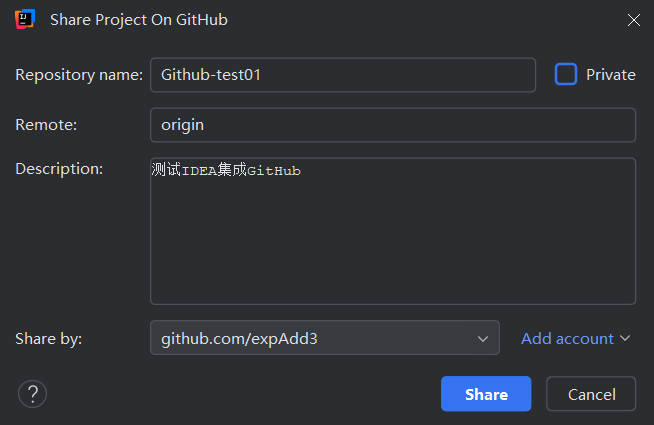 Share Project On GitHub
Repository name: Github-test01 Private
Remote: origin
Description: 测试IDEA集成GitHub
Share by: github.com/expAdd3 Add account
? Share Cancel